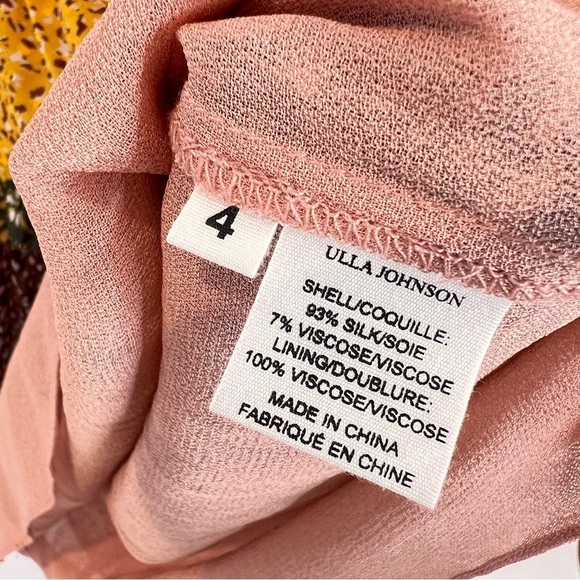 4
ULLA JOHNSON
SHELL/COQUILLE:
93% SILK/SOIE
7% VISCOSE/VISCOSE
LINING/DOUBLURE:
100% VISCOSE/VISCOSE
MADE IN CHINA
FABRIQUÉ EN CHINE